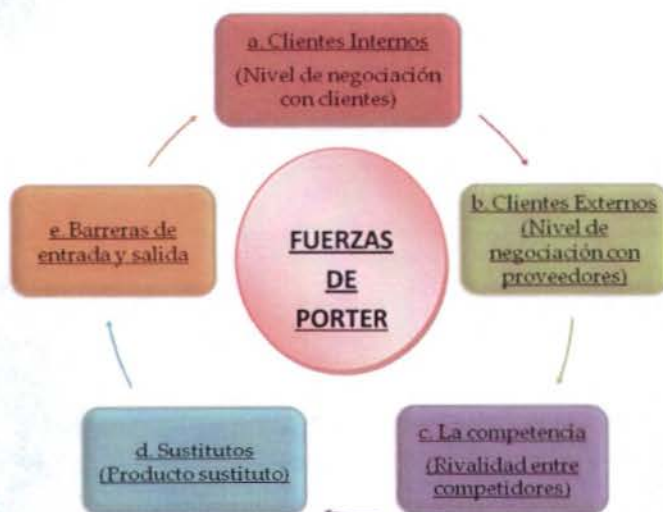 a. Clientes Internos
(Nivel de negociación
con clientes)
b. Clientes Externos
(Nivel de
negociación con
proveedores)
c. La competencia
(Rivalidad entre
competidores)
d. Sustitutos
(Producto sustituto)
e. Barreras de
entrada y salida
FUERZAS
DE
PORTER